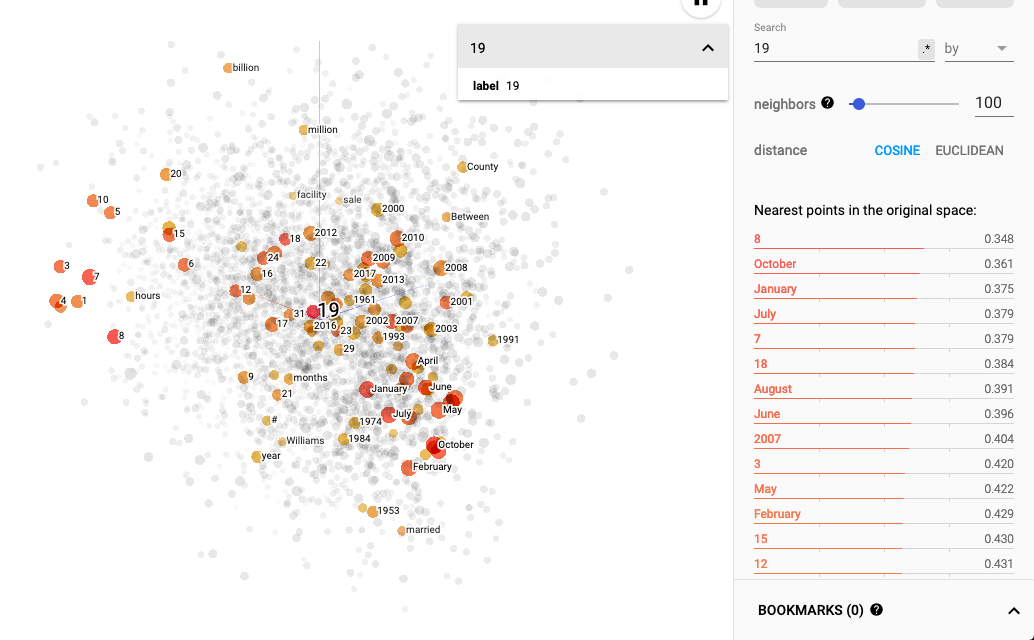 19
label 19
billion
million
County
20
facility
sale
10
5
2000
Between
15
18
2012
2010
24
2009
6
22
2008
3
16
2017
7
2013
12
hours
1961
2001
4
1
19
31
17
2016
23
2002
2007
2003
8
1993
1991
29
April
9
months
January
June
21
July
May
#
1974
Williams
1984
October
year
February
1953
married
Search
19
.*
by
neighbors ?
100
distance
COSINE
EUCLIDEAN
Nearest points in the original space:
8 0.348
October 0.361
January 0.375
July 0.379
7 0.379
18 0.384
August 0.391
June 0.396
2007 0.404
3 0.420
May 0.422
February 0.429
15 0.430
12 0.431
BOOKMARKS (0) ?